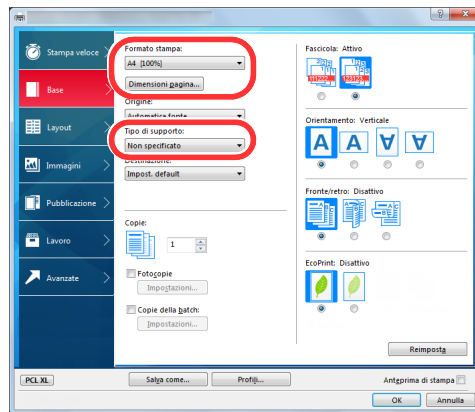 Stampa veloce
Base
Layout
Immagini
Pubblicazione
Lavoro
Avanzate
Formato stampa:
A4 [100%]
Dimensioni pagina...
Origine:
Automatica fonte
Tipo di supporto:
Non specificato
Destinazione:
Impost. default
Copie:
1
Fotocopie
Impostazioni...
Copie della batch:
Impostazioni...
Fascicola: Attivo
111222
123123
Orientamento: Verticale
A A A A
Fronte/retro: Disattivo
EcoPrint: Disattivo
Reimposta
PCL XL
Salva come...
Profili...
Anteprima di stampa
OK
Annulla